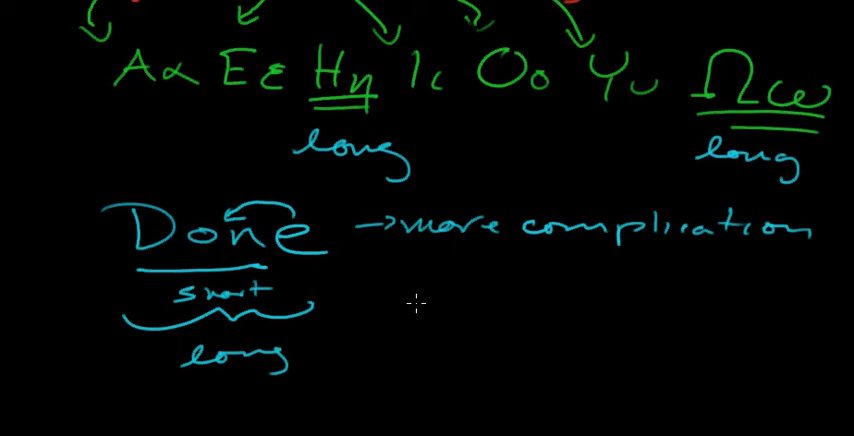 Αα Εε Ηη Ιι Οο Υυ Ωω
long long
Done → more complication
short
long